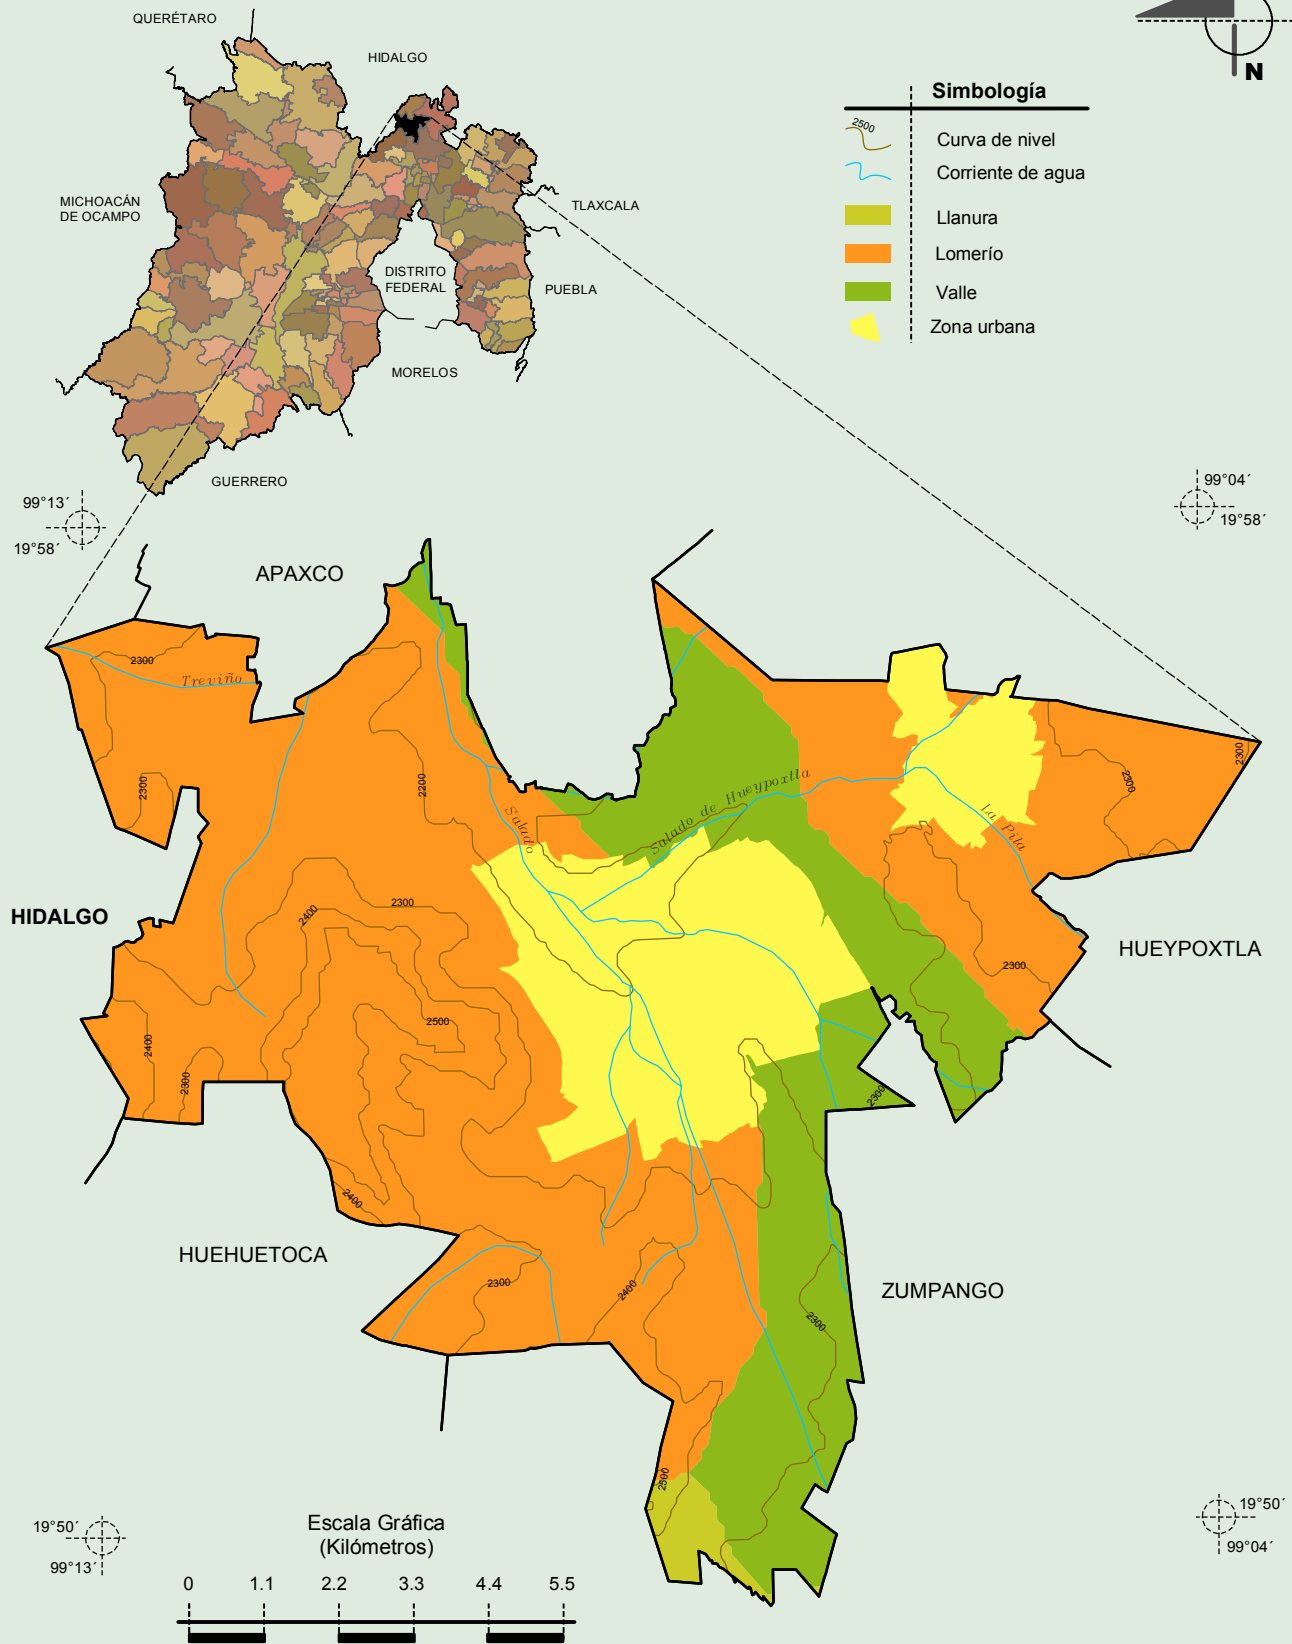 QUERÉTARO
HIDALGO
MICHOACÁN
DE OCAMPO
TLAXCALA
DISTRITO
FEDERAL
PUEBLA
MORELOS
GUERRERO
N
Simbología
2500
Curva de nivel
Corriente de agua
Llanura
Lomerío
Valle
Zona urbana
99°13´
19°58´
99°04´
19°58´
APAXCO
2300
Treviño
2300
2200
Salado
Salado de Hueypoxtla
La Pila
2300
2300
HIDALGO
2400
2300
2500
2400
2300
2300
HUEYPOXTLA
2300
2400
HUEHUETOCA
2300
2400
2300
ZUMPANGO
2500
19°50´
99°13´
19°50´
99°04´
Escala Gráfica
(Kilómetros)
0 1.1 2.2 3.3 4.4 5.5